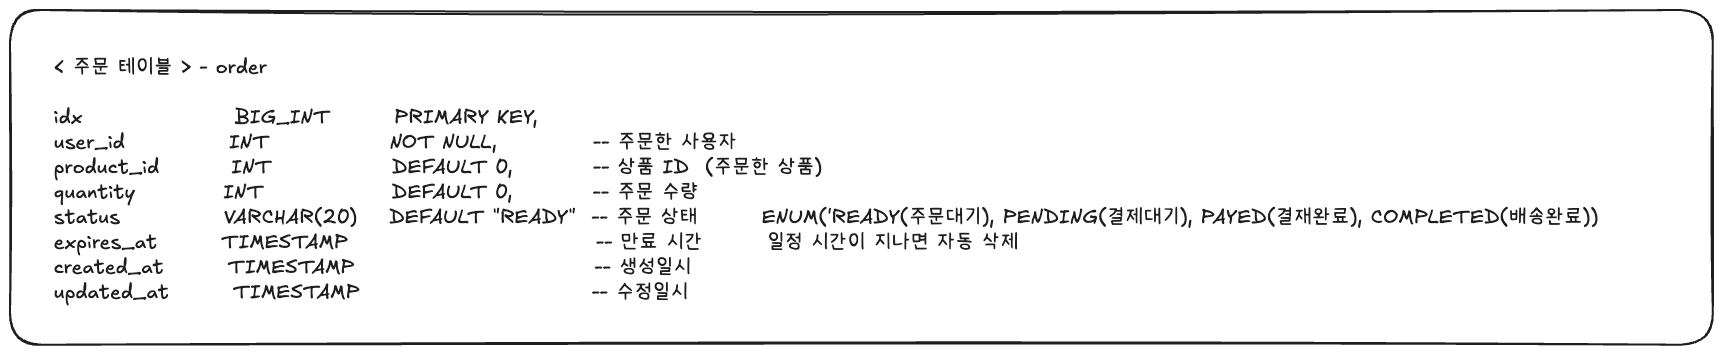 < 주문 테이블 > - order
idx BIG_INT PRIMARY KEY,
user_id INT NOT NULL, -- 주문한 사용자
product_id INT DEFAULT 0, -- 상품 ID (주문한 상품)
quantity INT DEFAULT 0, -- 주문 수량
status VARCHAR(20) DEFAULT "READY" -- 주문 상태 ENUM('READY(주문대기), PENDING(결제대기), PAYED(결재완료), COMPLETED(배송완료))
expires_at TIMESTAMP -- 만료 시간 일정 시간이 지나면 자동 삭제
created_at TIMESTAMP -- 생성일시
updated_at TIMESTAMP -- 수정일시